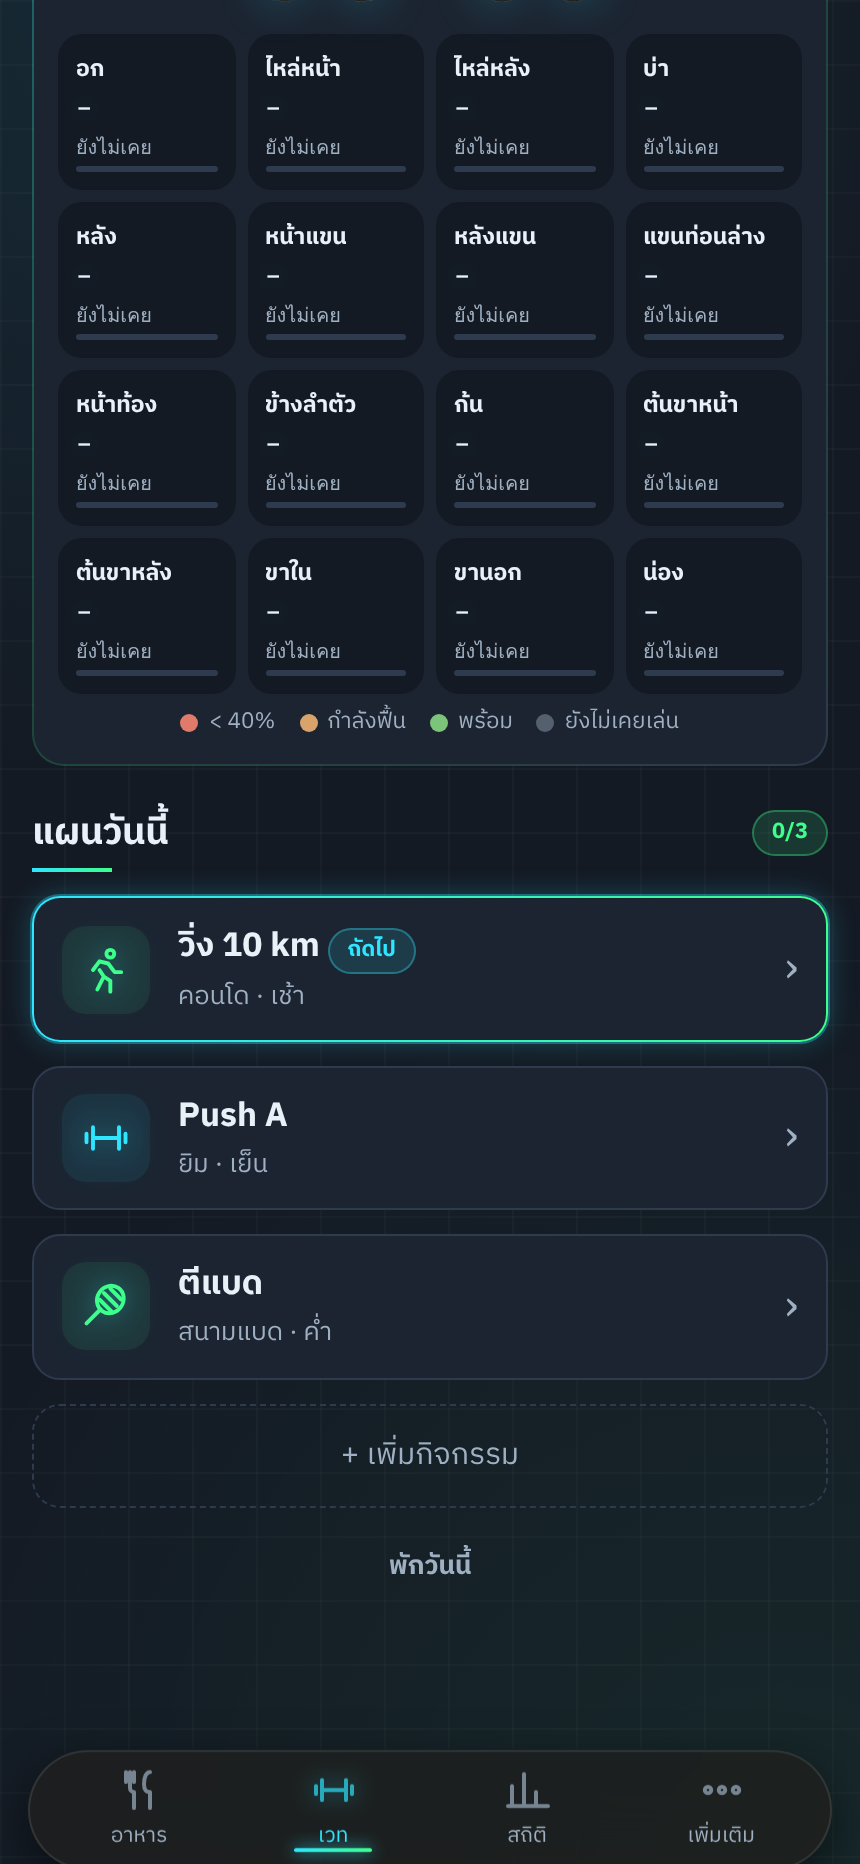 อก ไหล่หน้า ไหล่หลัง บ่า
– – – –
ยังไม่เคย ยังไม่เคย ยังไม่เคย ยังไม่เคย
หลัง หน้าแขน หลังแขน แขนท่อนล่าง
– – – –
ยังไม่เคย ยังไม่เคย ยังไม่เคย ยังไม่เคย
หน้าท้อง ข้างลำตัว ก้น ต้นขาหน้า
– – – –
ยังไม่เคย ยังไม่เคย ยังไม่เคย ยังไม่เคย
ต้นขาหลัง ขาใน ขานอก น่อง
– – – –
ยังไม่เคย ยังไม่เคย ยังไม่เคย ยังไม่เคย
< 40% กำลังฟื้น พร้อม ยังไม่เคยเล่น
แผนวันนี้ 0/3
วิ่ง 10 km ถัดไป
คอนโด · เช้า
Push A
ยิม · เย็น
ตีแบด
สนามแบด · ค่ำ
+ เพิ่มกิจกรรม
พักวันนี้
อาหาร เวท สถิติ เพิ่มเติม